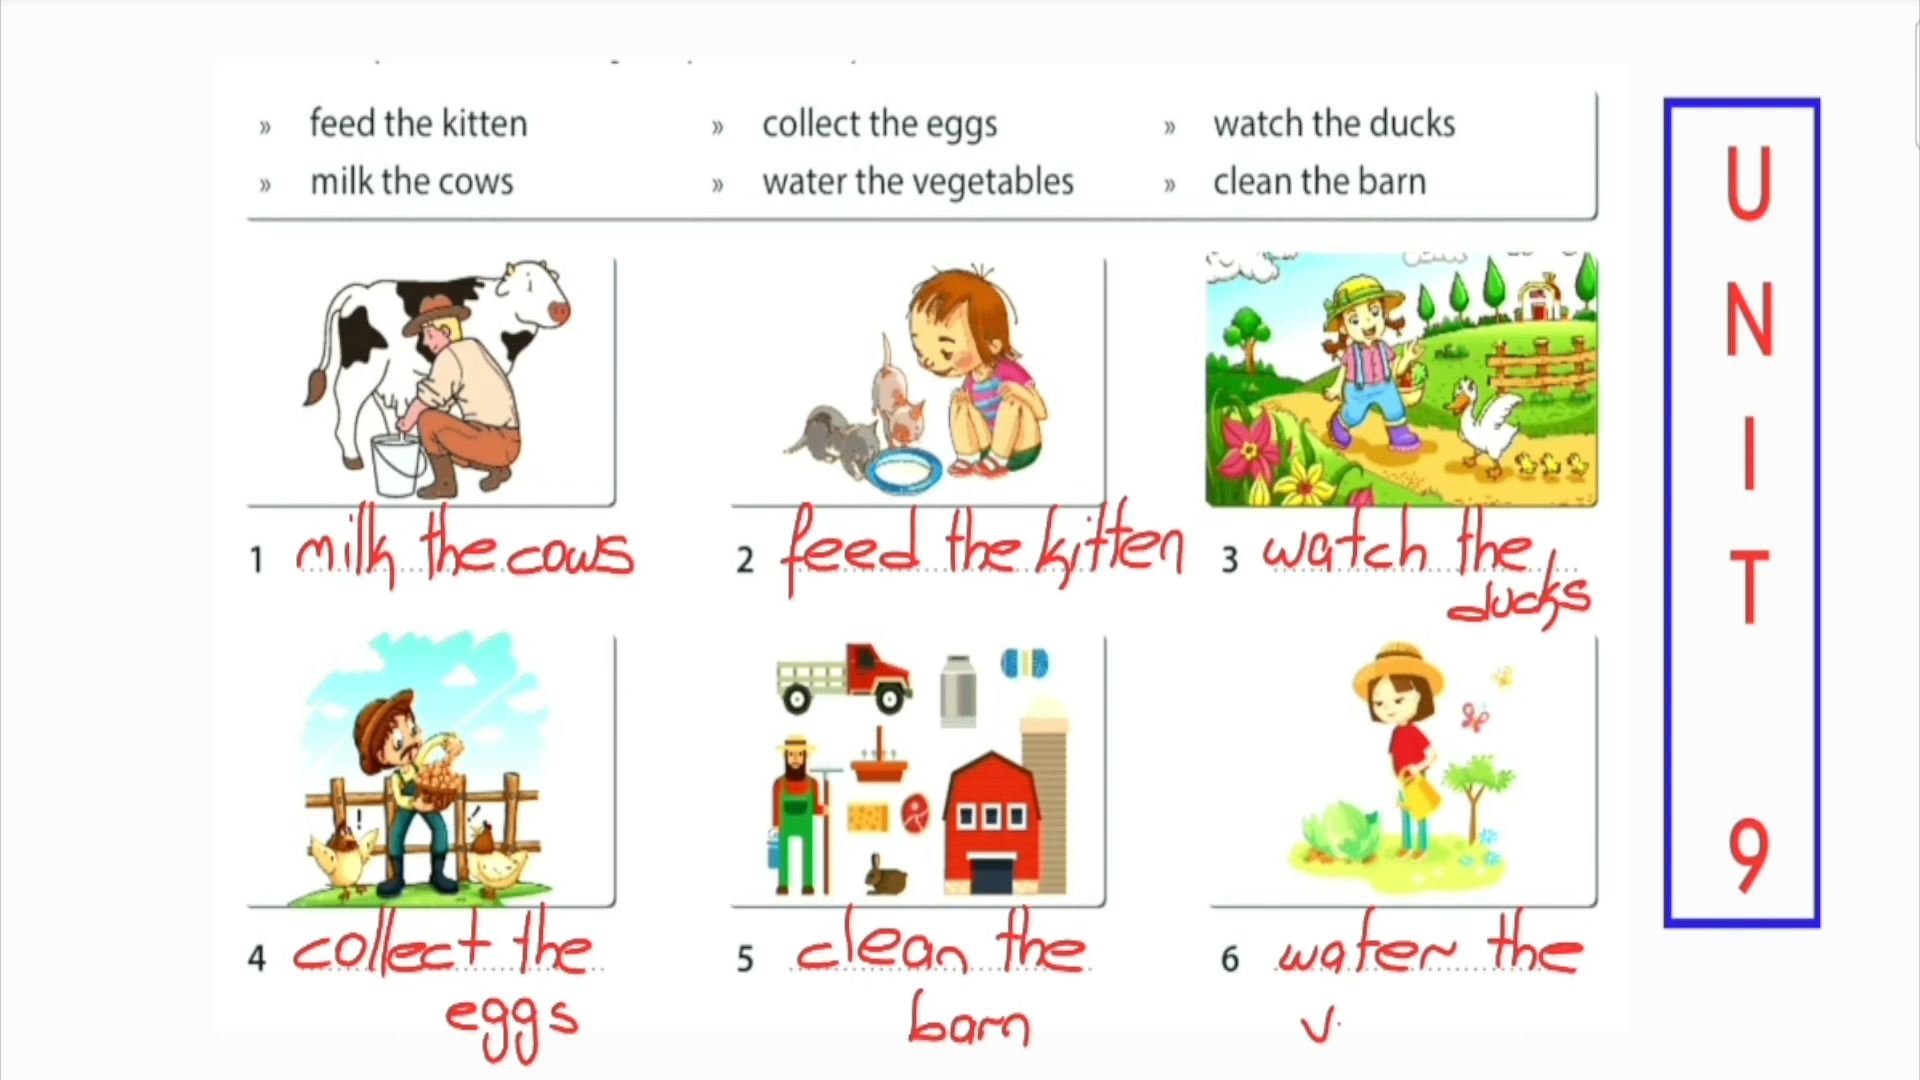 » feed the kitten » collect the eggs » watch the ducks
» milk the cows » water the vegetables » clean the barn
1 milk the cows 2 feed the kitten 3 watch the
ducks
4 collect the 5 clean the 6 water the
eggs barn v
U
N
I
T
9